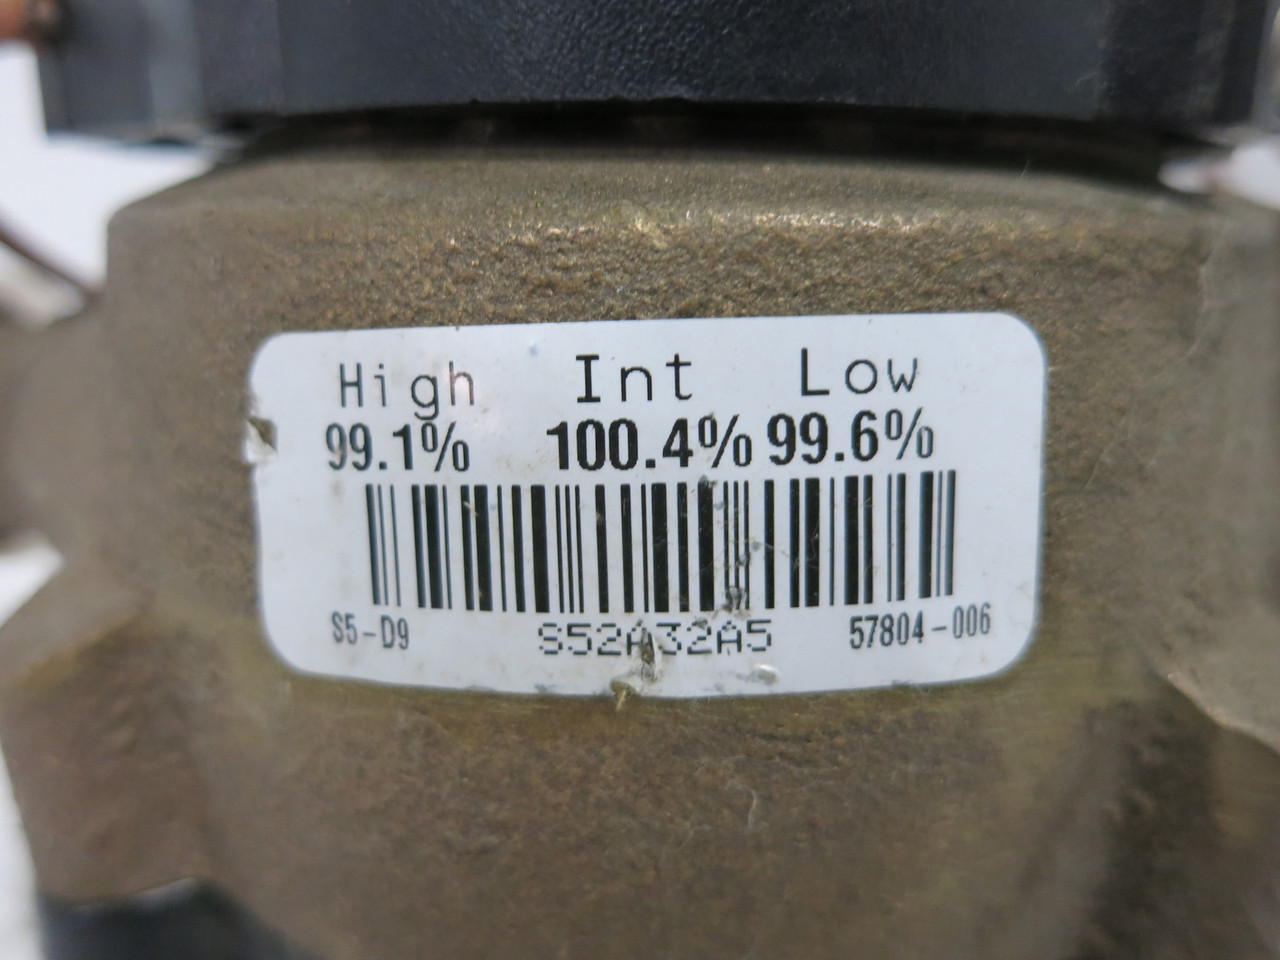 High Int Low
99.1% 100.4% 99.6%
S5-D9 S52A32A5 57804-006